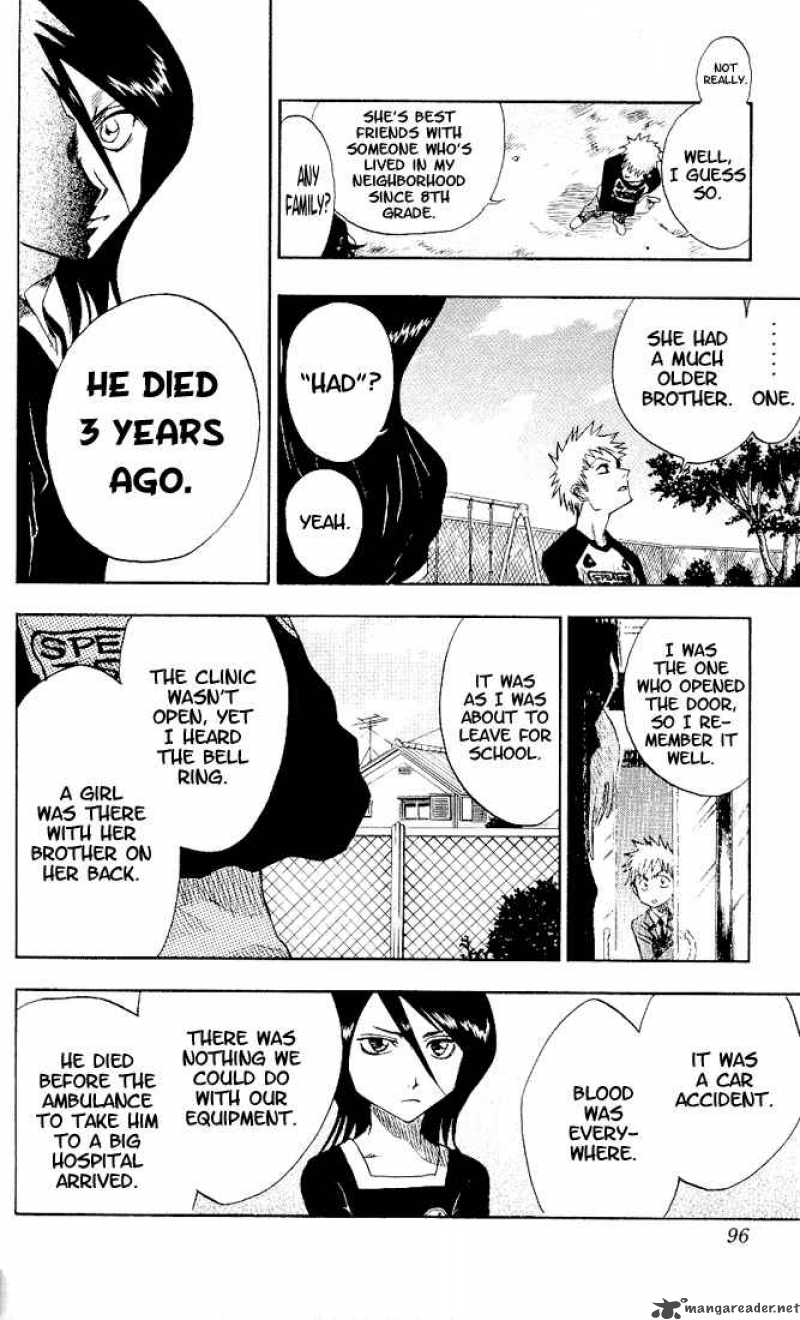 NOT
REALLY.
WELL,
I GUESS
SO.
SHE'S BEST
FRIENDS WITH
SOMEONE WHO'S
LIVED IN MY
NEIGHBORHOOD
SINCE 8TH
GRADE.
ANY
FAMILY?
......
ONE.
SHE HAD
A MUCH
OLDER
BROTHER.
"HAD"?
YEAH.
HE DIED
3 YEARS
AGO.
I WAS
THE ONE
WHO OPENED
THE DOOR,
SO I RE-
MEMBER IT
WELL.
IT WAS
AS I WAS
ABOUT TO
LEAVE FOR
SCHOOL.
THE CLINIC
WASN'T
OPEN, YET
I HEARD
THE BELL
RING.
A GIRL
WAS THERE
WITH HER
BROTHER ON
HER BACK.
SPE
IT WAS
A CAR
ACCIDENT.
BLOOD
WAS
EVERY-
WHERE.
THERE WAS
NOTHING WE
COULD DO
WITH OUR
EQUIPMENT.
HE DIED
BEFORE THE
AMBULANCE
TO TAKE HIM
TO A BIG
HOSPITAL
ARRIVED.
96
mangareader.net